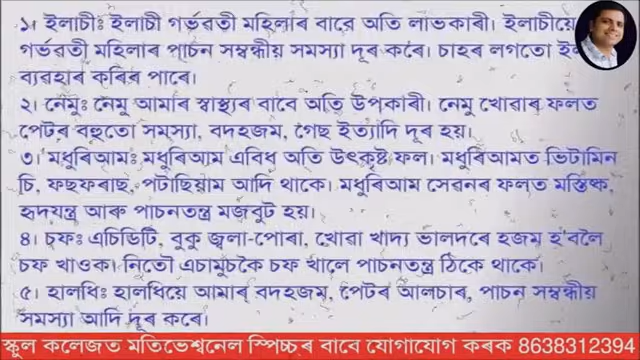 ১। ইলাচীঃ ইলাচী গৰ্ভৱতী মহিলাৰ বাবে অতি লাভকাৰী। ইলাচীয়ে
গৰ্ভৱতী মহিলাৰ পাচন সম্বন্ধীয় সমস্যা দূৰ কৰে। চাহৰ লগতো
ব্যৱহাৰ কৰিব পাৰে।
২। নেমুঃ নেমু আমাৰ স্বাস্থ্যৰ বাবে অতি উপকাৰী। নেমু খোৱাৰ ফলত
পেটৰ বহুতো সমস্যা, বদহজম, গেছ ইত্যাদি দূৰ হয়।
৩। মধুৰিআমঃ মধুৰিআম এবিধ অতি উৎকৃষ্ট ফল। মধুৰিআমত ভিটামিন
চি, ফছফৰাছ, পটাছিয়াম আদি থাকে। মধুৰিআম সেৱনৰ ফলত মস্তিষ্ক,
হৃদযন্ত্ৰ আৰু পাচনতন্ত্ৰ মজবুট হয়।
৪। চফঃ এচিডিটি, বুকু জ্বলা-পোৰা, খোৱা খাদ্য ভালদৰে হজম হ'বলৈ
চফ খাওক। নিতৌ এচামুচকৈ চফ খালে পাচনতন্ত্ৰ ঠিকে থাকে।
৫। হালধিঃ হালধিয়ে আমাৰ বদহজম, পেটৰ আলচাৰ, পাচন সম্বন্ধীয়
সমস্যা আদি দূৰ কৰে।
স্কুল কলেজত মতিভেশ্বনেল স্পিচ্চৰ বাবে যোগাযোগ কৰক 8638312394